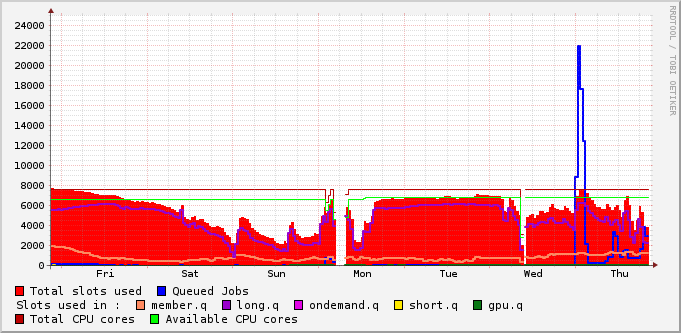 RRDTOOL / TOBI OETIKER
24000
22000
20000
18000
16000
14000
12000
10000
8000
6000
4000
2000
0
Fri Sat Sun Mon Tue Wed Thu
Total slots used Queued Jobs
Slots used in : member.q long.q ondemand.q short.q gpu.q
Total CPU cores Available CPU cores